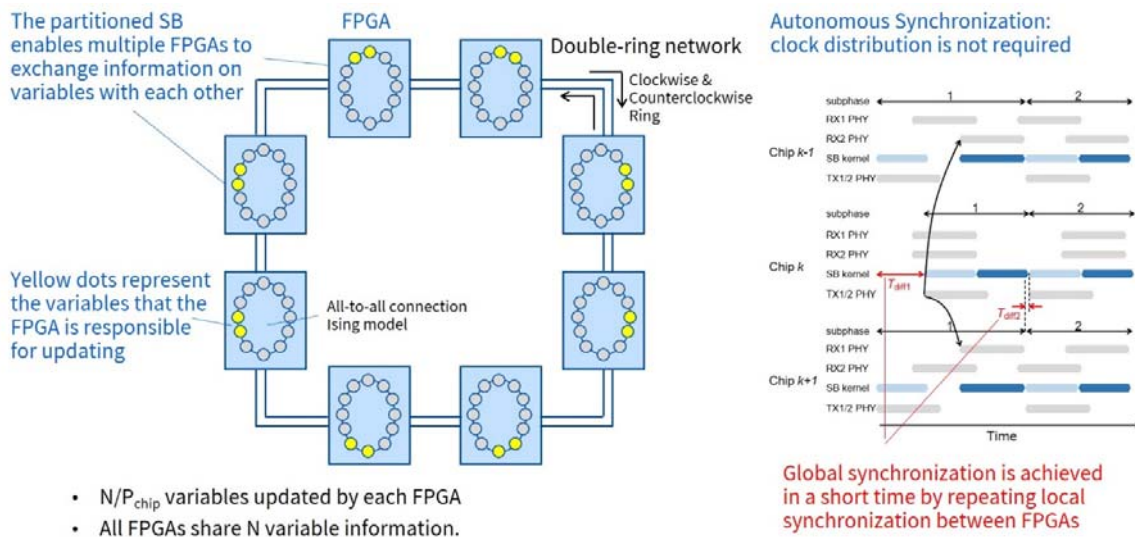 The partitioned SB
enables multiple FPGAs to
exchange information on
variables with each other
FPGA
Double-ring network
Clockwise &
Counterclockwise
Ring
Yellow dots represent
the variables that the
FPGA is responsible
for updating
All-to-all connection
Ising model
• N/Pchip variables updated by each FPGA
• All FPGAs share N variable information.
Autonomous Synchronization:
clock distribution is not required
subphase 1 2
RX1 PHY
RX2 PHY
Chip k-1
SB kernel
TX1/2 PHY
subphase 1 2
RX1 PHY
RX2 PHY
Chip k
SB kernel
Tdiff1
TX1/2 PHY
Tdiff2
subphase 1 2
RX1 PHY
RX2 PHY
Chip k+1
SB kernel
TX1/2 PHY
Time
Global synchronization is achieved
in a short time by repeating local
synchronization between FPGAs